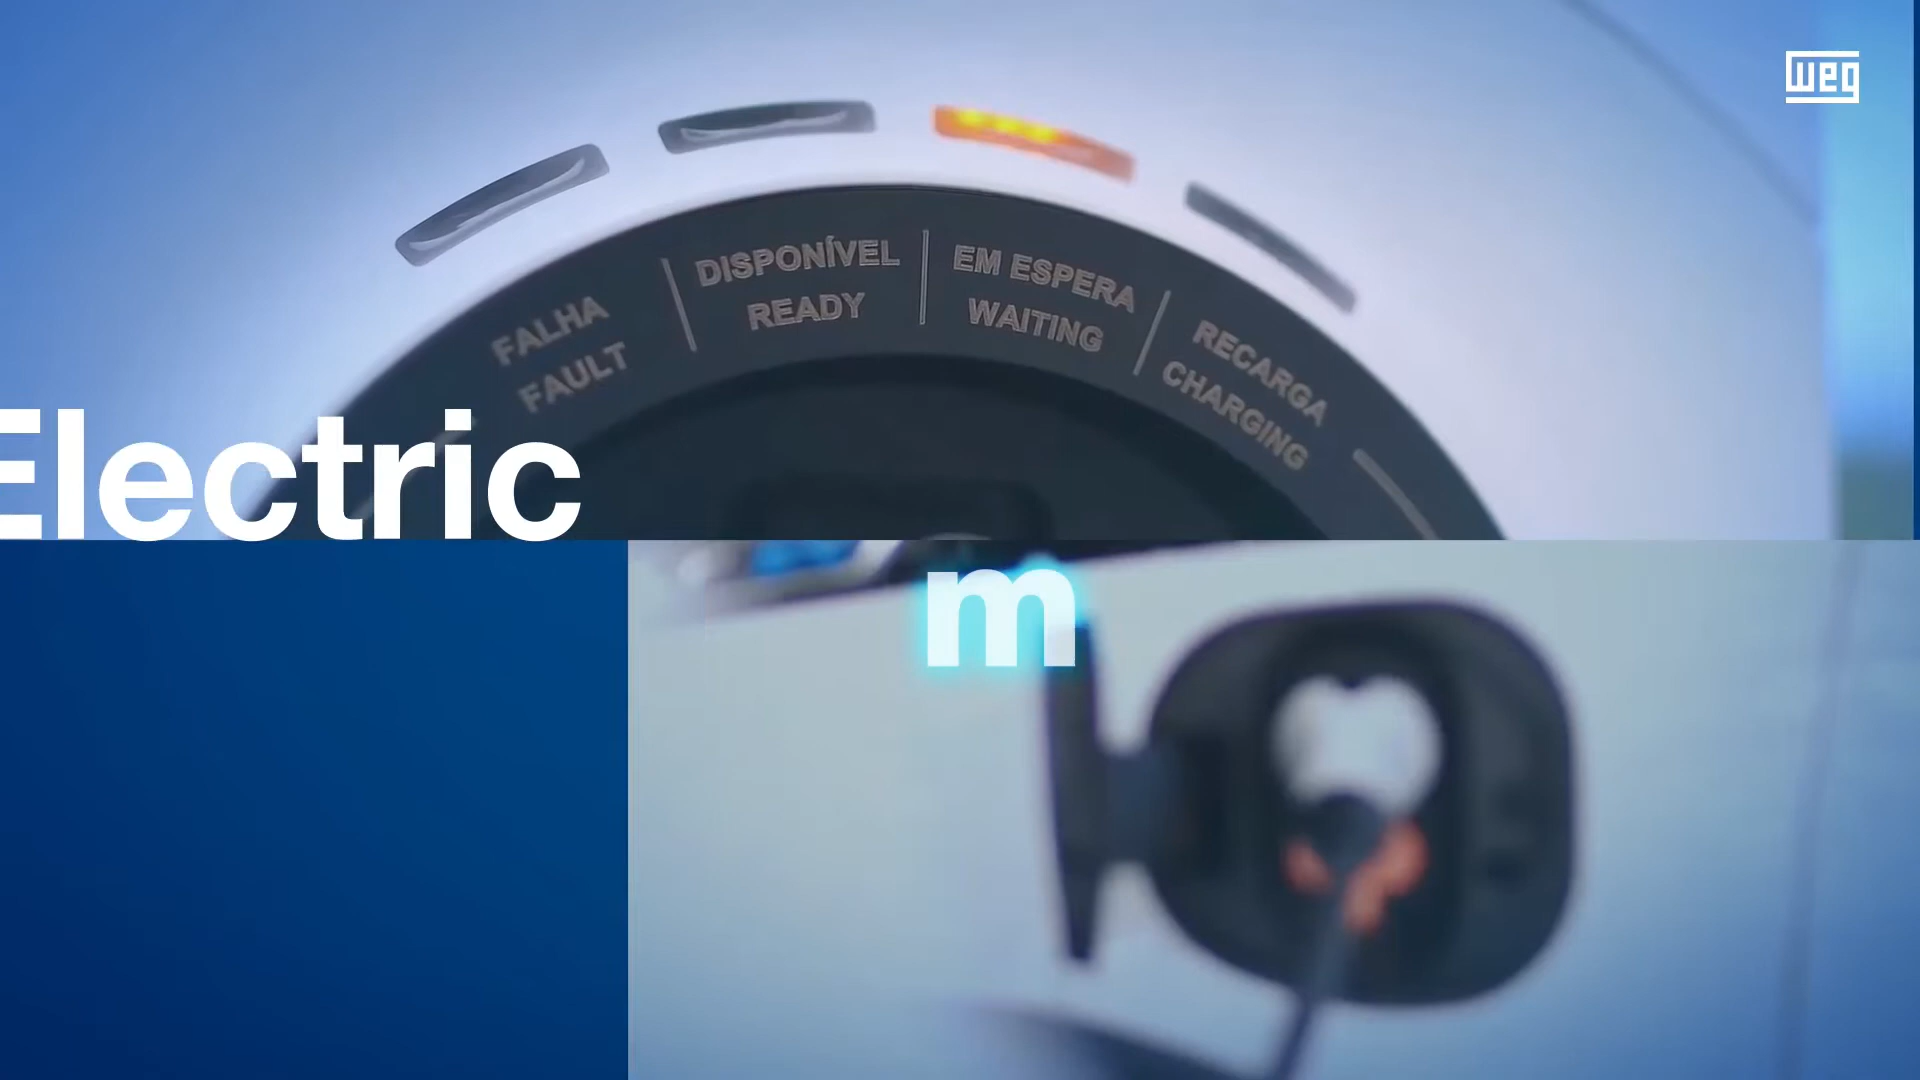 weg
FALHA
FAULT
DISPONÍVEL
READY
EM ESPERA
WAITING
RECARGA
CHARGING
Electric
m